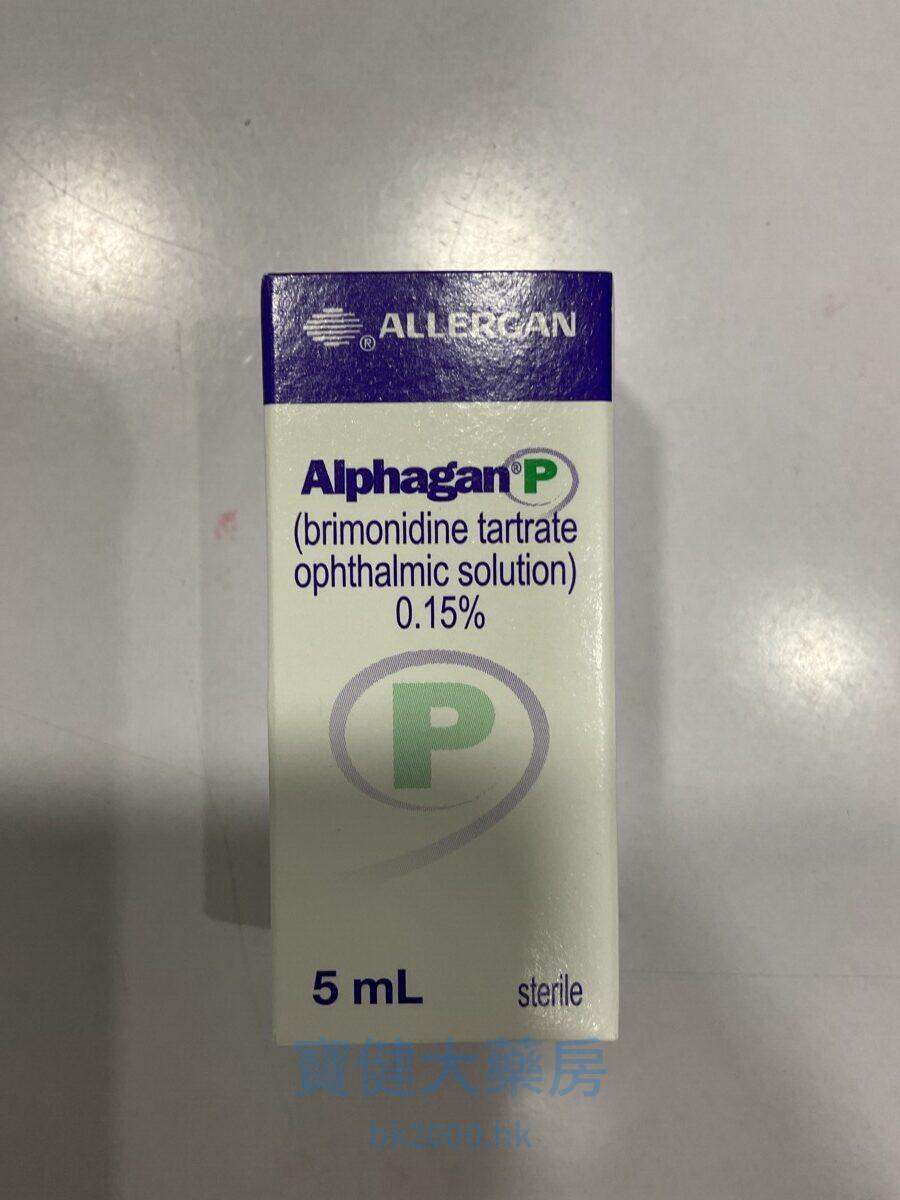 ® ALLERGAN
Alphagan® P
(brimonidine tartrate
ophthalmic solution)
0.15%
P
5 mL
sterile
寶健大藥房
bk2000.hk